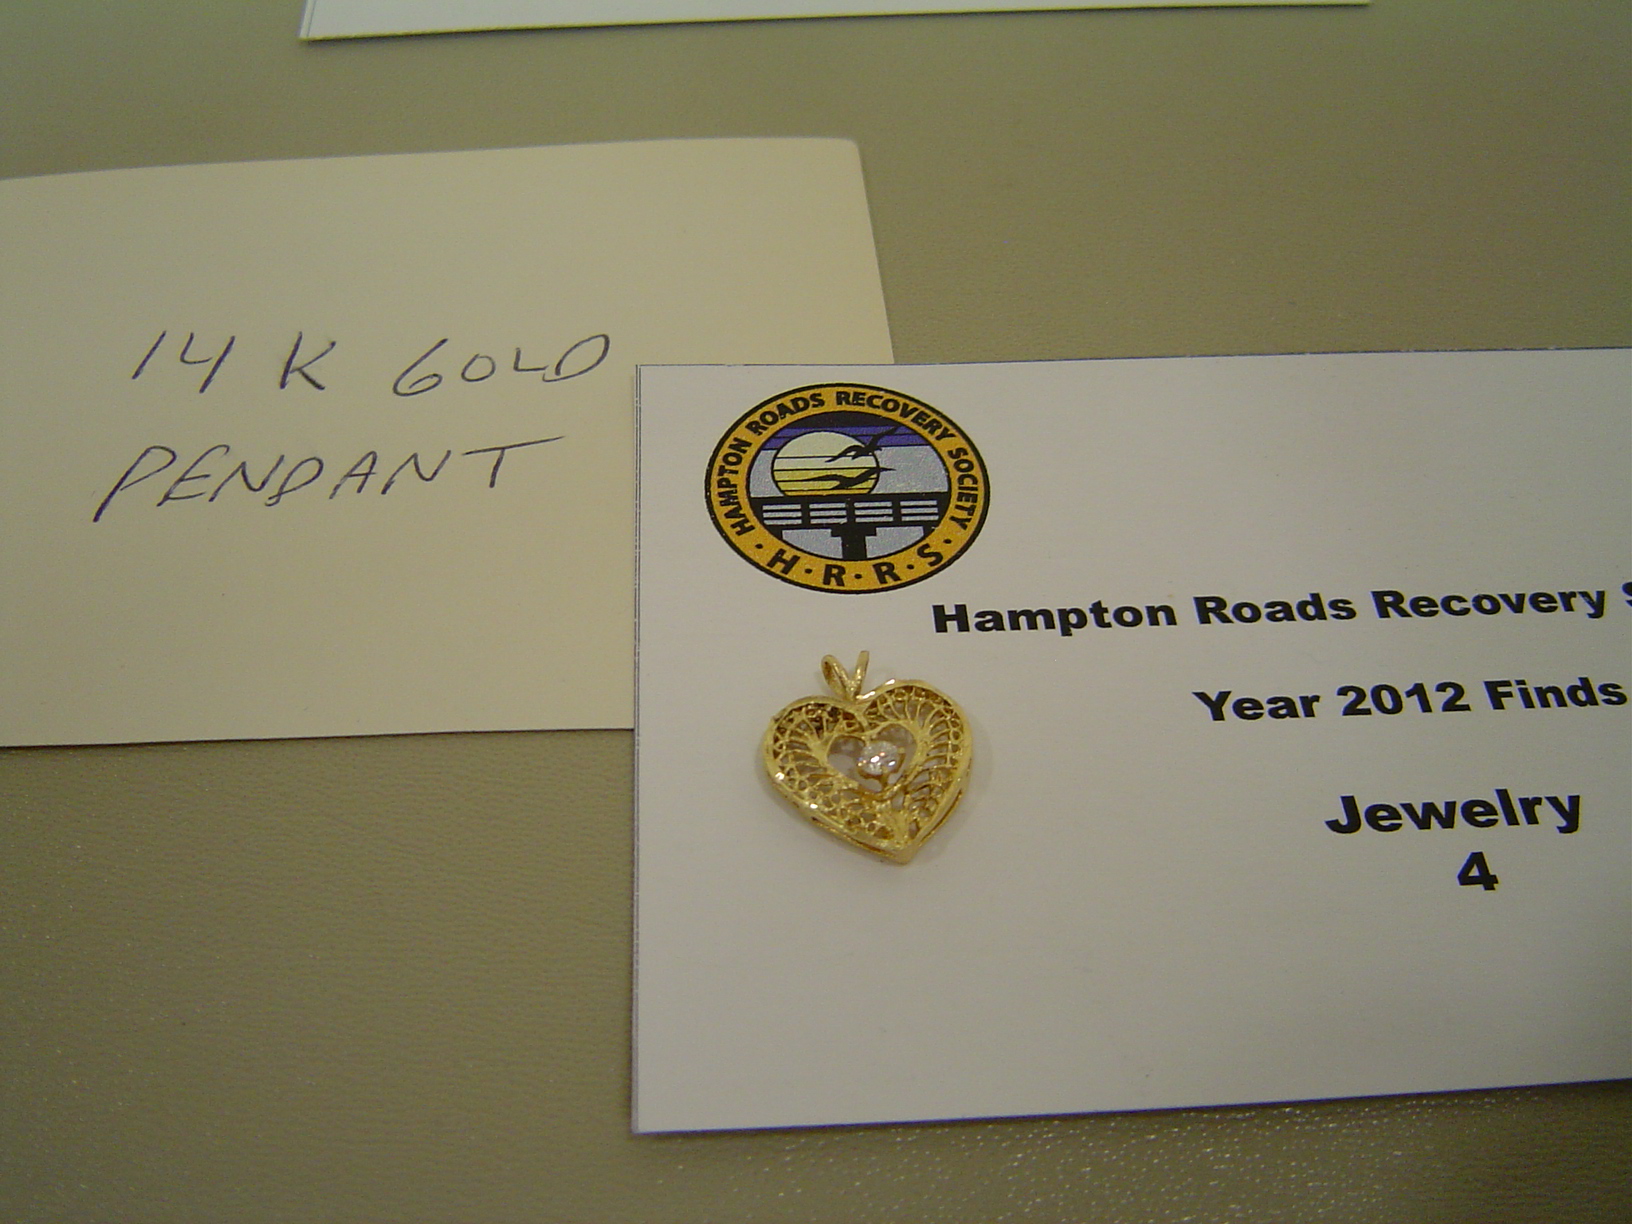 14 K GOLD
PENDANT
HAMPTON ROADS RECOVERY SOCIETY
· H · R · R · S ·
Hampton Roads Recovery S
Year 2012 Finds
Jewelry
4